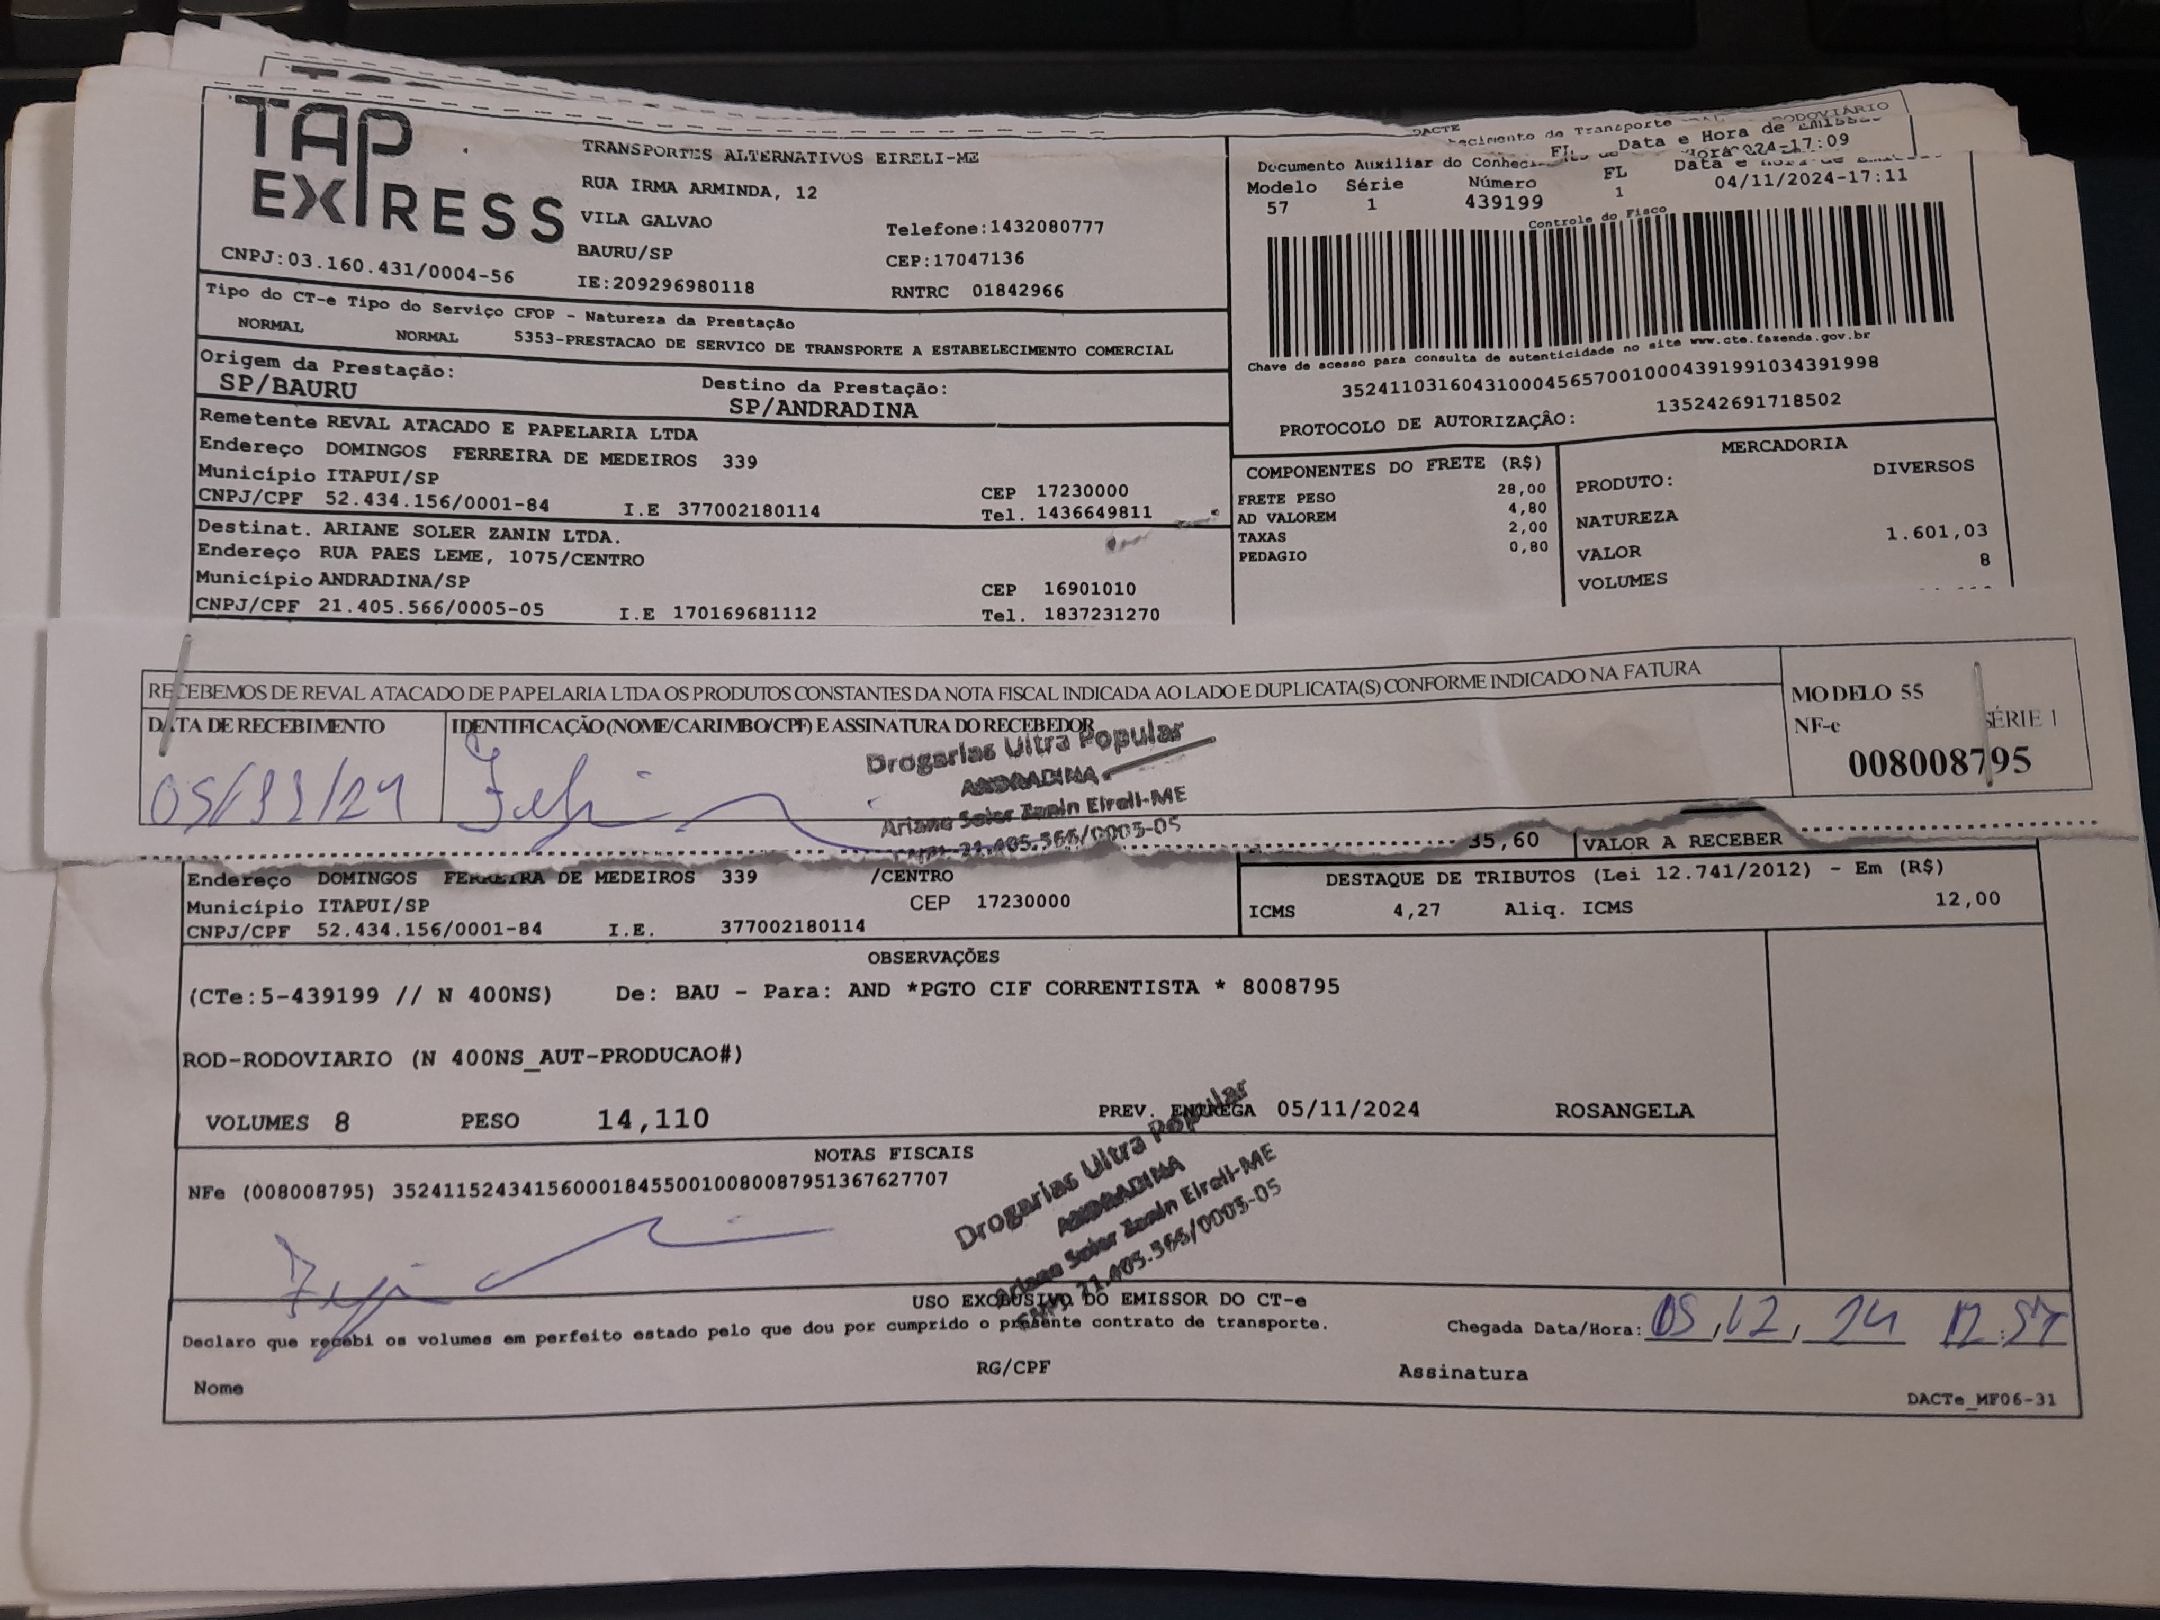 TAP EXPRESS
TRANSPORTES ALTERNATIVOS EIRELI-ME
RUA IRMA ARMINDA, 12
VILA GALVAO
Telefone:1432080777
BAURU/SP
CEP:17047136
CNPJ:03.160.431/0004-56
IE:209296980118
RNTRC 01842966
DACTE
RODOVIÁRIO
Data e Hora de
Documento Auxiliar do
Modelo Série Número FL
57 1 439199 1 04/11/2024-17:11
Controle do Fisco
Chave de acesso para consulta de autenticidade no site www.cte.fazenda.gov.br
35241103160431000456570010004391991034391998
PROTOCOLO DE AUTORIZAÇÃO: 135242691718502
Tipo do CT-e Tipo do Serviço CFOP - Natureza da Prestação
NORMAL NORMAL 5353-PRESTACAO DE SERVICO DE TRANSPORTE A ESTABELECIMENTO COMERCIAL
Origem da Prestação: Destino da Prestação:
SP/BAURU SP/ANDRADINA
Remetente REVAL ATACADO E PAPELARIA LTDA
Endereço DOMINGOS FERREIRA DE MEDEIROS 339
Município ITAPUI/SP CEP 17230000
CNPJ/CPF 52.434.156/0001-84 I.E 377002180114 Tel. 1436649811
Destinat. ARIANE SOLER ZANIN LTDA.
Endereço RUA PAES LEME, 1075/CENTRO
Município ANDRADINA/SP CEP 16901010
CNPJ/CPF 21.405.566/0005-05 I.E 170169681112 Tel. 1837231270
COMPONENTES DO FRETE (R$)
FRETE PESO 28,00
AD VALOREM 4,80
TAXAS 2,00
PEDAGIO 0,80
MERCADORIA
PRODUTO: DIVERSOS
NATUREZA
VALOR 1.601,03
VOLUMES 8
RECEBEMOS DE REVAL ATACADO DE PAPELARIA LTDA OS PRODUTOS CONSTANTES DA NOTA FISCAL INDICADA AO LADO E DUPLICATA(S) CONFORME INDICADO NA FATURA
DATA DE RECEBIMENTO
IDENTIFICAÇÃO (NOME/CARIMBO/CPF) E ASSINATURA DO RECEBEDOR
MODELO 55
NF-e SÉRIE 1
008008795
Drogarias Ultra Popular
ANDRADINA
Ariane Soler Zanin Eireli-ME
CNPJ 21.405.566/0005-05
35,60 VALOR A RECEBER
Endereço DOMINGOS FERREIRA DE MEDEIROS 339 /CENTRO
Município ITAPUI/SP CEP 17230000
CNPJ/CPF 52.434.156/0001-84 I.E. 377002180114
DESTAQUE DE TRIBUTOS (Lei 12.741/2012) - Em (R$)
ICMS 4,27 Aliq. ICMS 12,00
OBSERVAÇÕES
(CTe:5-439199 // N 400NS) De: BAU - Para: AND *PGTO CIF CORRENTISTA * 8008795
ROD-RODOVIARIO (N 400NS_AUT-PRODUCAO#)
VOLUMES 8 PESO 14,110 PREV. ENTREGA 05/11/2024 ROSANGELA
NOTAS FISCAIS
NFe (008008795) 35241152434156000184550010080087951367627707
Drogarias Ultra Popular
ANDRADINA
Ariane Soler Zanin Eireli-ME
CNPJ 21.405.566/0005-05
USO EXCLUSIVO DO EMISSOR DO CT-e
Declaro que recebi os volumes em perfeito estado pelo que dou por cumprido o presente contrato de transporte. Chegada Data/Hora:
Nome RG/CPF Assinatura
DACTe_MF06-31